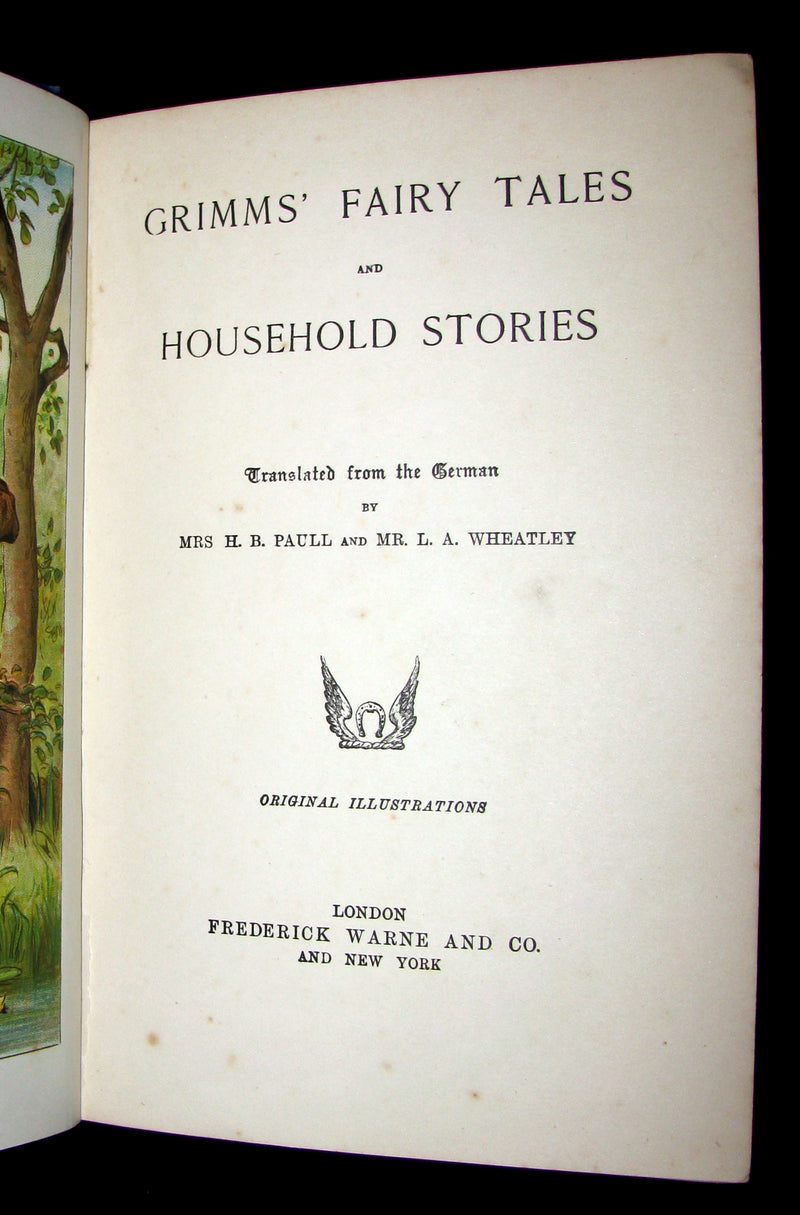 GRIMMS' FAIRY TALES
AND
HOUSEHOLD STORIES
Translated from the German
BY
MRS H. B. PAULL AND MR. L. A. WHEATLEY
ORIGINAL ILLUSTRATIONS
LONDON
FREDERICK WARNE AND CO.
AND NEW YORK